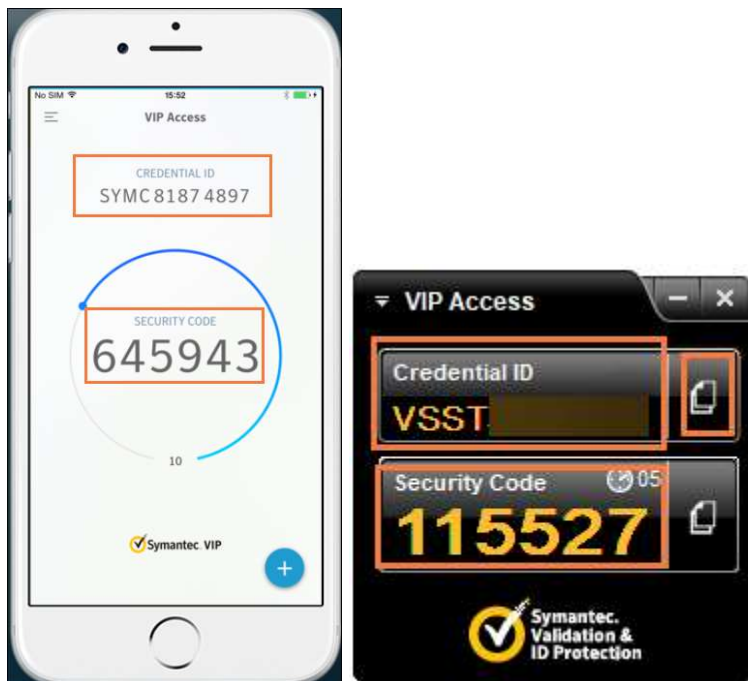 No SIM 15:52
VIP Access
CREDENTIAL ID
SYMC 8187 4897
SECURITY CODE
645943
10
Symantec VIP
+
VIP Access
Credential ID
VSST
Security Code 05
115527
Symantec.
Validation &
ID Protection